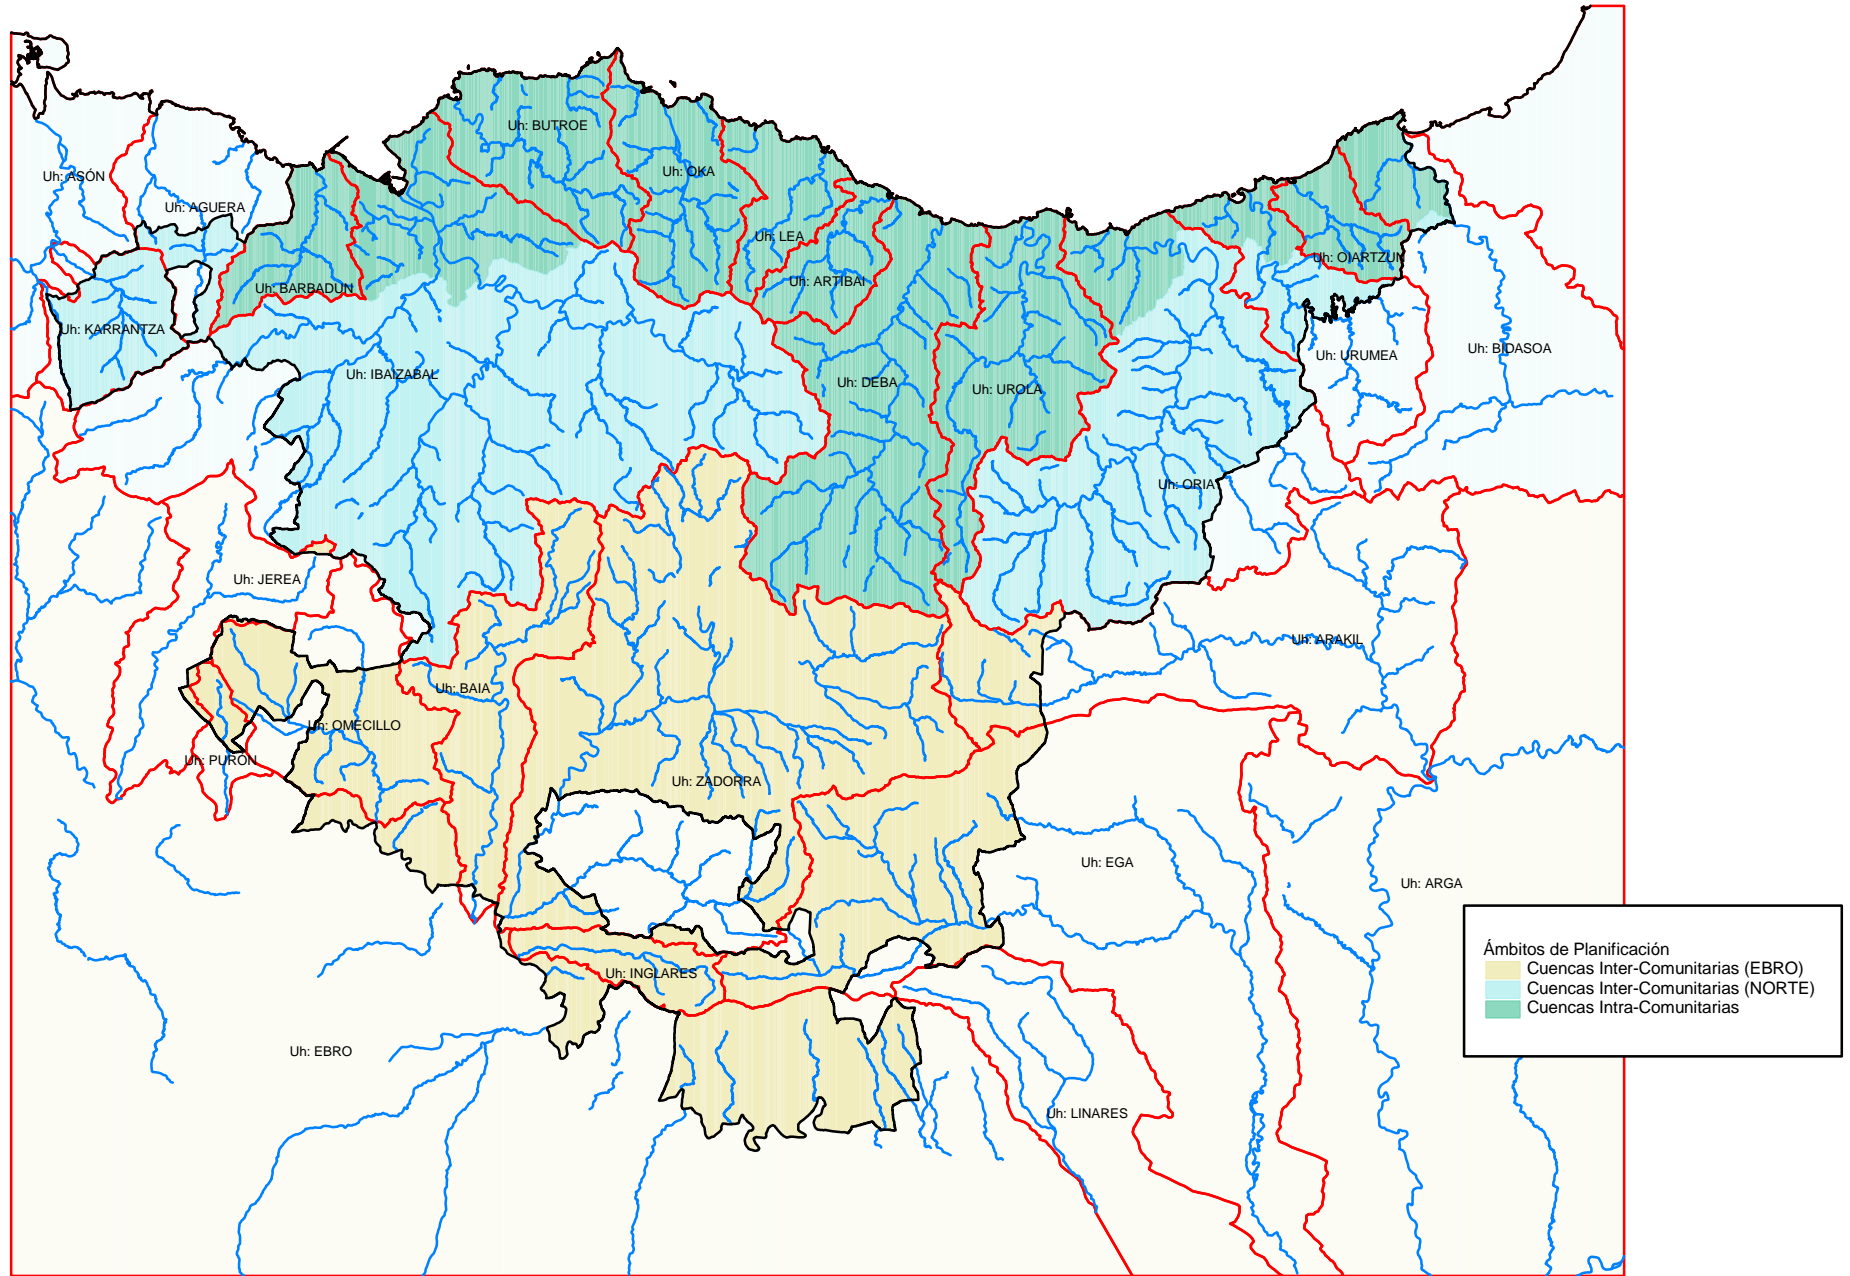 Uh: BUTROE
Uh: OKA
Uh: ASÓN
Uh: AGUERA
Uh: LEA
Uh: OIARTZUN
Uh: ARTIBAI
Uh: BARBADUN
Uh: KARRANTZA
Uh: URUMEA
Uh: BIDASOA
Uh: IBAIZABAL
Uh: DEBA
Uh: UROLA
Uh: ORIA
Uh: JEREA
Uh: ARAKIL
Uh: BAIA
Uh: OMECILLO
Uh: PURÓN
Uh: ZADORRA
Uh: EGA
Uh: ARGA
Uh: INGLARES
Uh: EBRO
Uh: LINARES
Ámbitos de Planificación
Cuencas Inter-Comunitarias (EBRO)
Cuencas Inter-Comunitarias (NORTE)
Cuencas Intra-Comunitarias